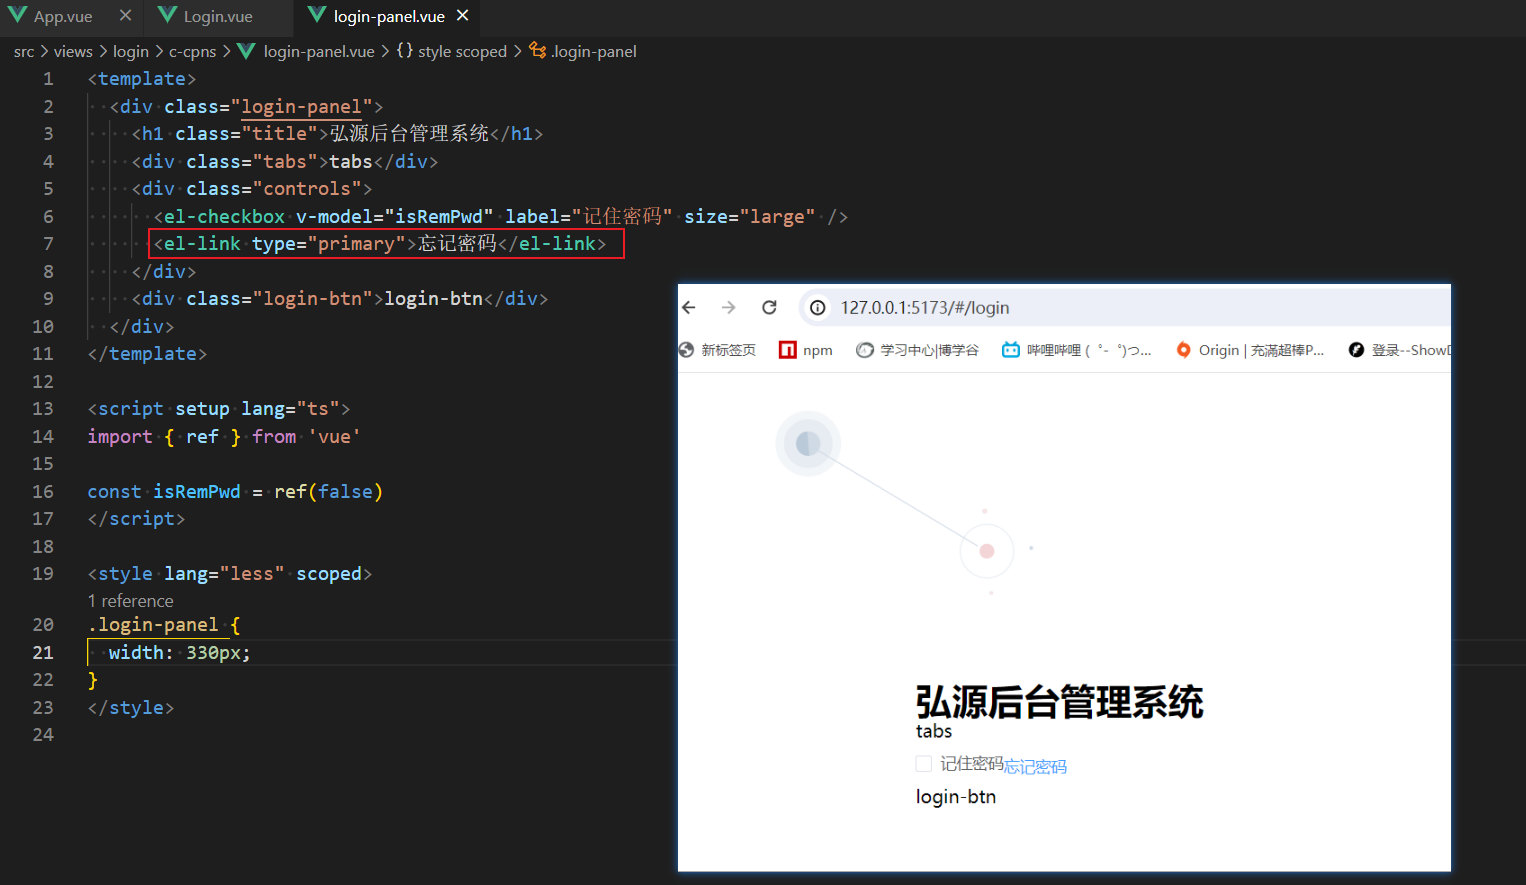 App.vue
Login.vue
login-panel.vue
src > views > login > c-cpns > login-panel.vue > {} style scoped > .login-panel
1 <template>
2 <div class="login-panel">
3 <h1 class="title">弘源后台管理系统</h1>
4 <div class="tabs">tabs</div>
5 <div class="controls">
6 <el-checkbox v-model="isRemPwd" label="记住密码" size="large" />
7 <el-link type="primary">忘记密码</el-link>
8 </div>
9 <div class="login-btn">login-btn</div>
10 </div>
11 </template>
12
13 <script setup lang="ts">
14 import { ref } from 'vue'
15
16 const isRemPwd = ref(false)
17 </script>
18
19 <style lang="less" scoped>
1 reference
20 .login-panel {
21 width: 330px;
22 }
23 </style>
24
127.0.0.1:5173/#/login
新标签页 npm 学习中心|博学谷 哔哩哔哩 (゜-゜)つ... Origin | 充滿超棒P... 登录--ShowD
弘源后台管理系统
tabs
记住密码忘记密码
login-btn